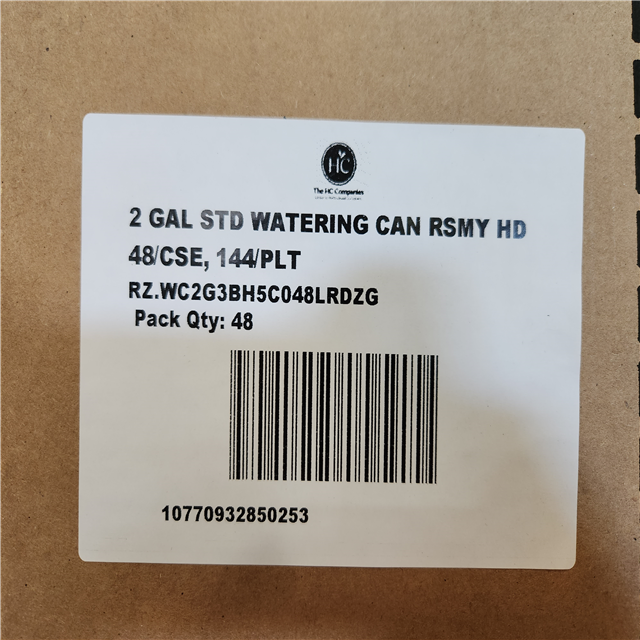 HC
The HC Companies
2 GAL STD WATERING CAN RSMY HD
48/CSE, 144/PLT
RZ.WC2G3BH5C048LRDZG
Pack Qty: 48
10770932850253